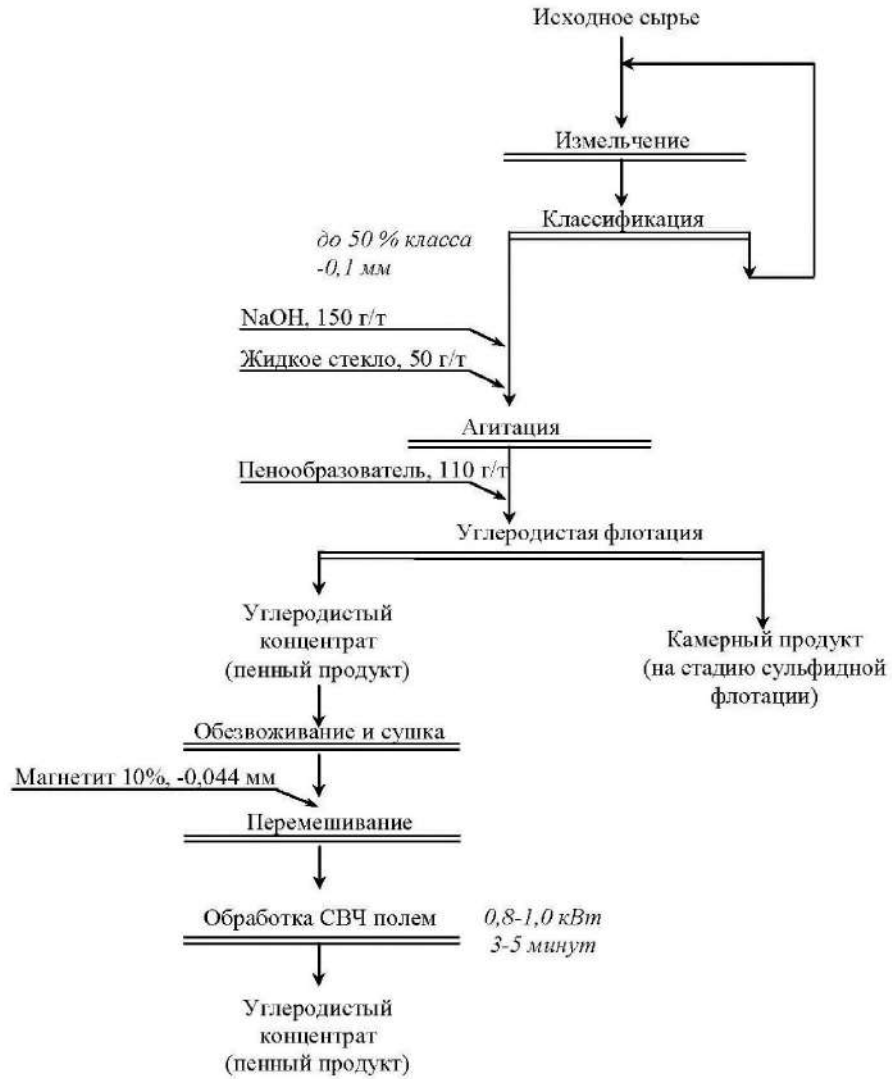 Исходное сырье
Измельчение
Классификация
до 50 % класса
-0,1 мм
NaOH, 150 г/т
Жидкое стекло, 50 г/т
Агитация
Пенообразователь, 110 г/т
Углеродистая флотация
Углеродистый
концентрат
(пенный продукт)
Камерный продукт
(на стадию сульфидной
флотации)
Обезвоживание и сушка
Магнетит 10%, -0,044 мм
Перемешивание
Обработка СВЧ полем
0,8-1,0 кВт
3-5 минут
Углеродистый
концентрат
(пенный продукт)